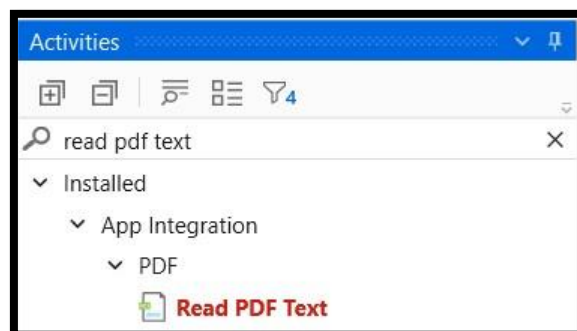 Activities
4
read pdf text
Installed
App Integration
PDF
Read PDF Text